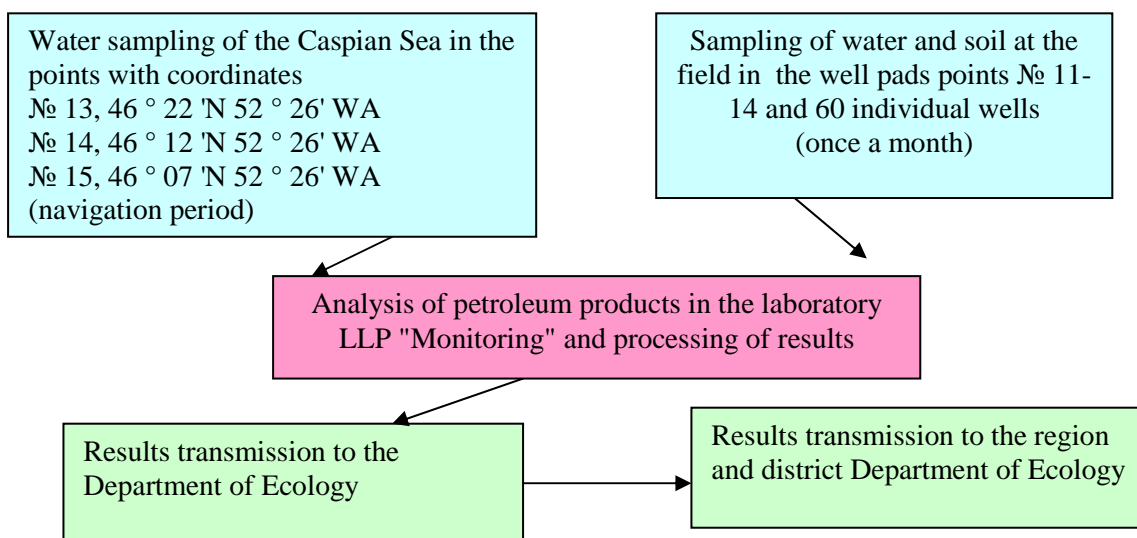 Water sampling of the Caspian Sea in the
points with coordinates
№ 13, 46 ° 22 'N 52 ° 26' WA
№ 14, 46 ° 12 'N 52 ° 26' WA
№ 15, 46 ° 07 'N 52 ° 26' WA
(navigation period)
Sampling of water and soil at the
field in the well pads points № 11-
14 and 60 individual wells
(once a month)
Analysis of petroleum products in the laboratory
LLP "Monitoring" and processing of results
Results transmission to the
Department of Ecology
Results transmission to the region
and district Department of Ecology